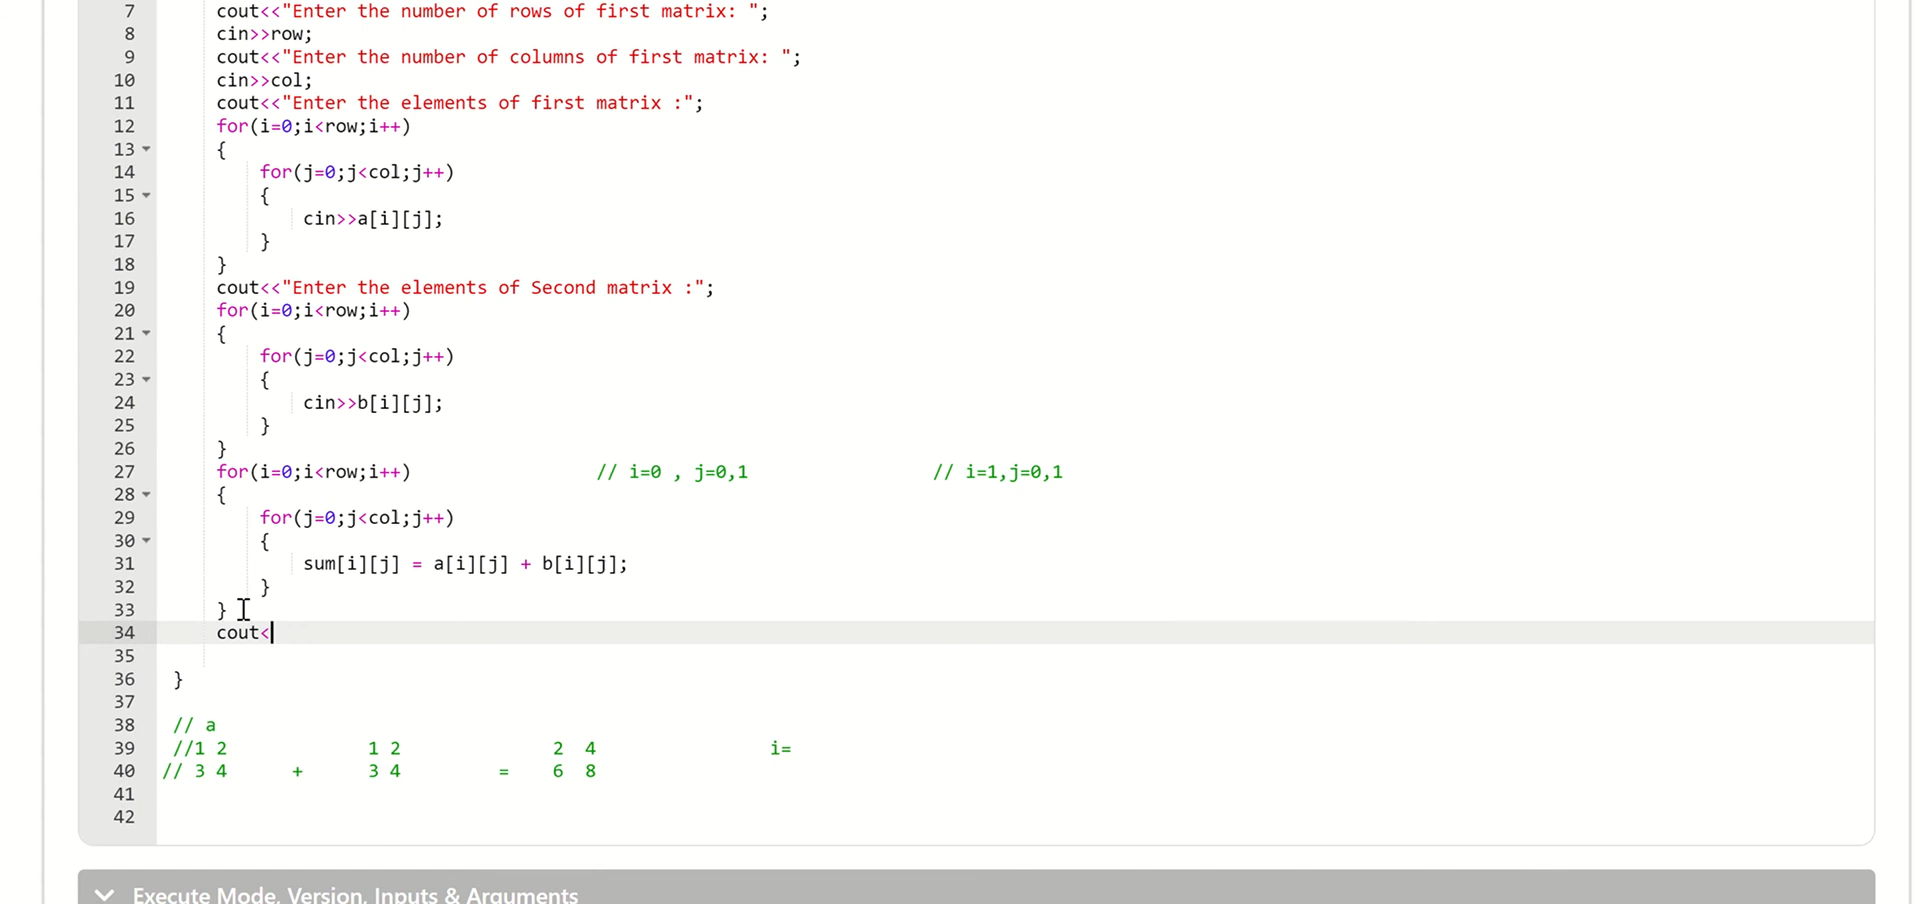 7 cout<<"Enter the number of rows of first matrix: ";
8 cin>>row;
9 cout<<"Enter the number of columns of first matrix: ";
10 cin>>col;
11 cout<<"Enter the elements of first matrix :";
12 for(i=0;i<row;i++)
13 {
14 for(j=0;j<col;j++)
15 {
16 cin>>a[i][j];
17 }
18 }
19 cout<<"Enter the elements of Second matrix :";
20 for(i=0;i<row;i++)
21 {
22 for(j=0;j<col;j++)
23 {
24 cin>>b[i][j];
25 }
26 }
27 for(i=0;i<row;i++) // i=0 , j=0,1 // i=1,j=0,1
28 {
29 for(j=0;j<col;j++)
30 {
31 sum[i][j] = a[i][j] + b[i][j];
32 }
33 }
34 cout<
35
36 }
37
38 // a
39 //1 2 1 2 2 4 i=
40 // 3 4 + 3 4 = 6 8
41
42
Execute Mode, Version, Inputs & Arguments